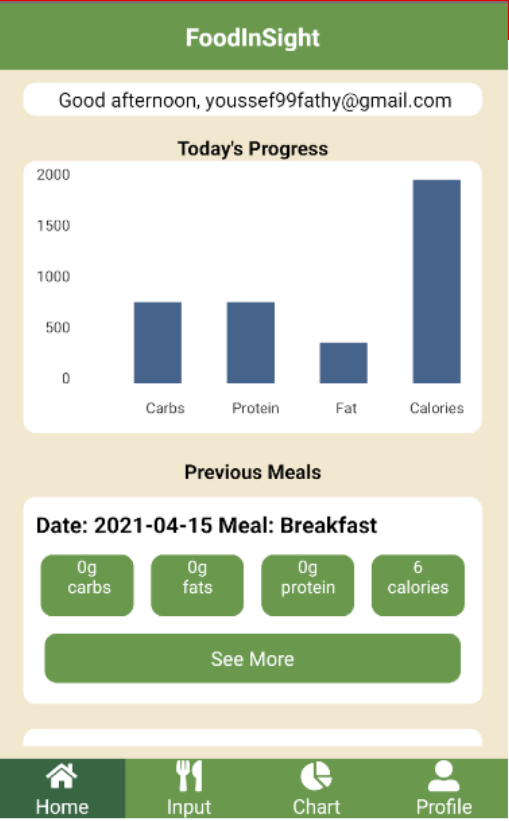 FoodInSight
Good afternoon, youssef99fathy@gmail.com
Today's Progress
2000
1500
1000
500
0
Carbs Protein Fat Calories
Previous Meals
Date: 2021-04-15 Meal: Breakfast
0g 0g 0g 6
carbs fats protein calories
See More
Home Input Chart Profile